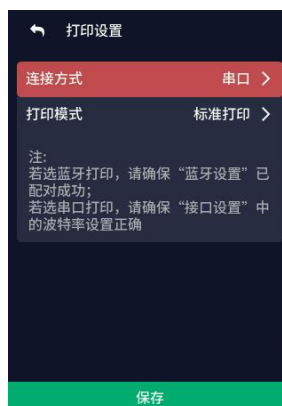 打印设置
连接方式 串口
打印模式 标准打印
注:
若选蓝牙打印，请确保“蓝牙设置”已
配对成功;
若选串口打印，请确保“接口设置”中
的波特率设置正确
保存